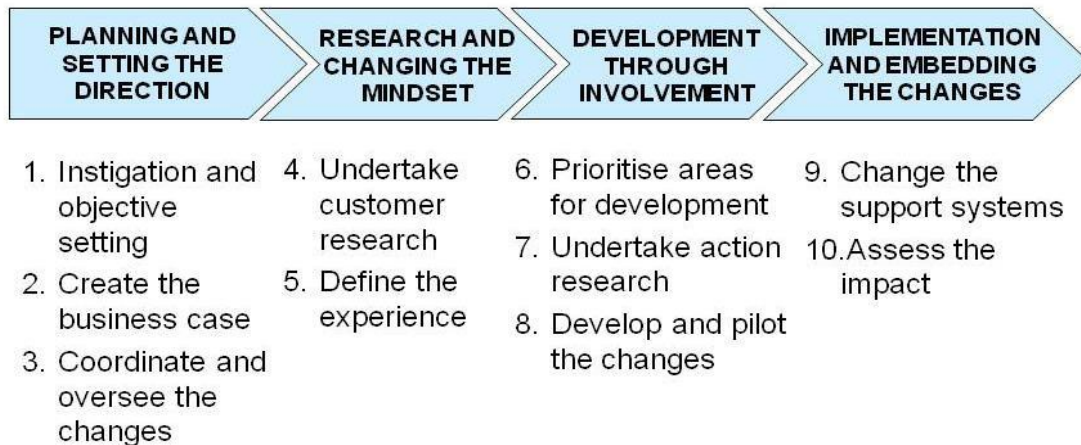 PLANNING AND
SETTING THE
DIRECTION
RESEARCH AND
CHANGING THE
MINDSET
DEVELOPMENT
THROUGH
INVOLVEMENT
IMPLEMENTATION
AND EMBEDDING
THE CHANGES
1. Instigation and
objective
setting
2. Create the
business case
3. Coordinate and
oversee the
changes
4. Undertake
customer
research
5. Define the
experience
6. Prioritise areas
for development
7. Undertake action
research
8. Develop and pilot
the changes
9. Change the
support systems
10.Assess the
impact